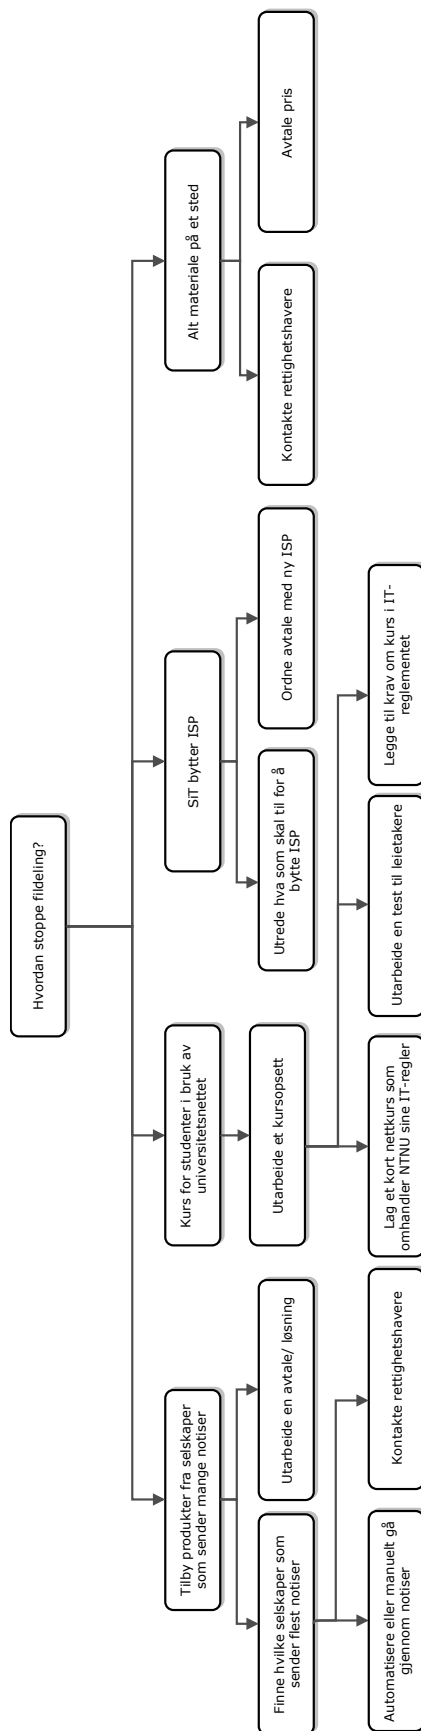 Hvordan stoppe fildeling?
Tilby produkter fra selskaper
som sender mange notiser
Kurs for studenter i bruk av
universitetsnettet
SiT bytter ISP
Alt materiale på et sted
Finne hvilke selskaper som
sender flest notiser
Utarbeide en avtale/ løsning
Utarbeide et kursopsett
Utrede hva som skal til for å
bytte ISP
Ordne avtale med ny ISP
Kontakte rettighetshavere
Avtale pris
Automatisere eller manuelt gå
gjennom notiser
Kontakte rettighetshavere
Lag et kort nettkurs som
omhandler NTNU sine IT-regler
Utarbeide en test til leietakere
Legge til krav om kurs i IT-
reglementet